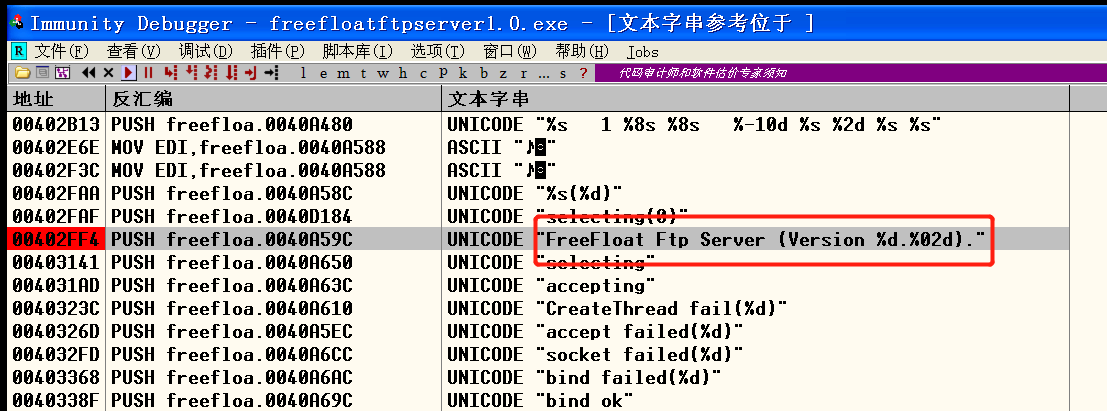 Immunity Debugger - freefloatftpserver1.0.exe - [文本字串参考位于 ]
R 文件(F) 查看(V) 调试(D) 插件(P) 脚本库(I) 选项(T) 窗口(W) 帮助(H) Jobs
l e m t w h c p k b z r ... s ? 代码审计师和软件估价专家须知
地址 反汇编 文本字串
00402B13 PUSH freefloa.0040A480 UNICODE "%s   1 %8s %8s   %-10d %s %2d %s %s"
00402E6E MOV EDI,freefloa.0040A588 ASCII "♪◙"
00402F3C MOV EDI,freefloa.0040A588 ASCII "♪◙"
00402FAA PUSH freefloa.0040A58C UNICODE "%s(%d)"
00402FAF PUSH freefloa.0040D184 UNICODE "selecting(0)"
00402FF4 PUSH freefloa.0040A59C UNICODE "FreeFloat Ftp Server (Version %d.%02d)."
00403141 PUSH freefloa.0040A650 UNICODE "selecting"
004031AD PUSH freefloa.0040A63C UNICODE "accepting"
0040323C PUSH freefloa.0040A610 UNICODE "CreateThread fail(%d)"
0040326D PUSH freefloa.0040A5EC UNICODE "accept failed(%d)"
004032FD PUSH freefloa.0040A6CC UNICODE "socket failed(%d)"
00403368 PUSH freefloa.0040A6AC UNICODE "bind failed(%d)"
0040338F PUSH freefloa.0040A69C UNICODE "bind ok"